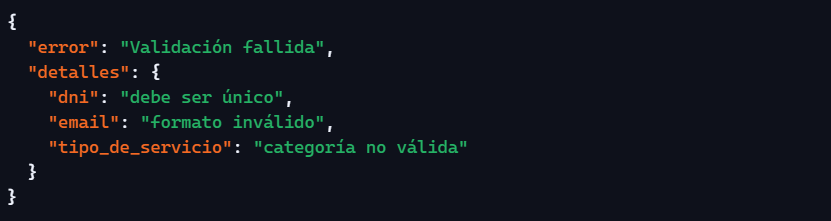 {
  "error": "Validación fallida",
  "detalles": {
    "dni": "debe ser único",
    "email": "formato inválido",
    "tipo_de_servicio": "categoría no válida"
  }
}